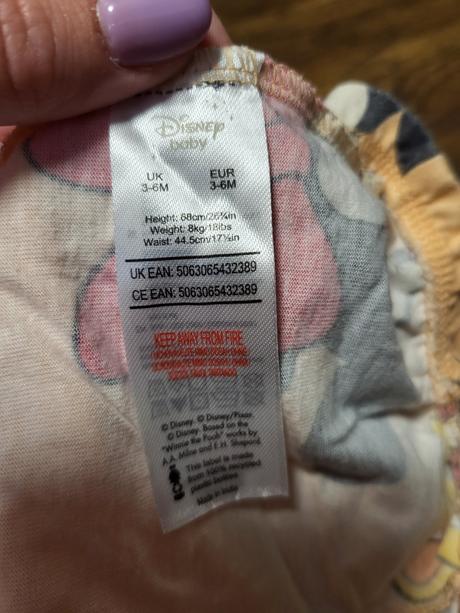 Disney
baby
UK EUR
3-6M 3-6M
Height: 68cm/26¾in
Weight: 8kg/18lbs
Waist: 44.5cm/17½in
UK EAN: 5063065432389
CE EAN: 5063065432389
KEEP AWAY FROM FIRE
© Disney. © Disney/Pixar.
© Disney. Based on the
"Winnie the Pooh" works by
A.A. Milne and E.H. Shepard.
This label is made
from 100% recycled
plastic bottles
Made in India